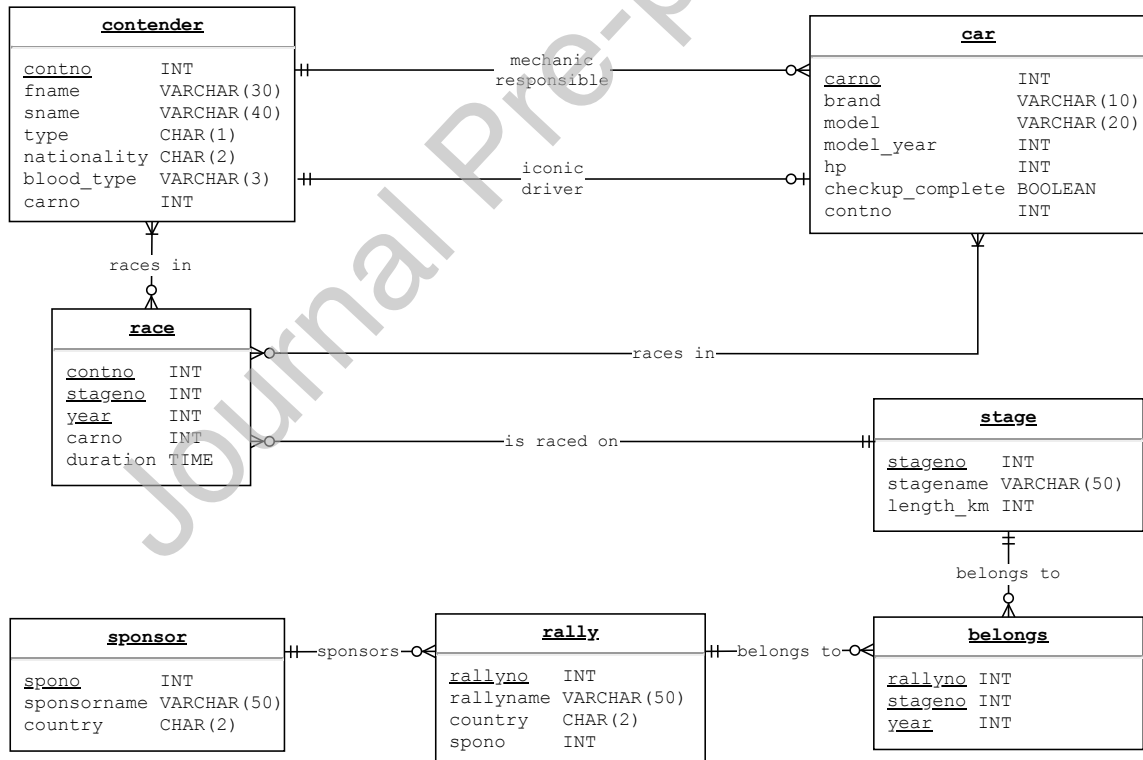 contender
contno INT
fname VARCHAR(30)
sname VARCHAR(40)
type CHAR(1)
nationality CHAR(2)
blood_type VARCHAR(3)
carno INT
mechanic
responsible
iconic
driver
car
carno INT
brand VARCHAR(10)
model VARCHAR(20)
model_year INT
hp INT
checkup_complete BOOLEAN
contno INT
races in
race
contno INT
stageno INT
year INT
carno INT
duration TIME
races in
is raced on
stage
stageno INT
stagename VARCHAR(50)
length_km INT
belongs to
sponsor
spono INT
sponsorname VARCHAR(50)
country CHAR(2)
sponsors
rally
rallyno INT
rallyname VARCHAR(50)
country CHAR(2)
spono INT
belongs to
belongs
rallyno INT
stageno INT
year INT
Journal Pre-p